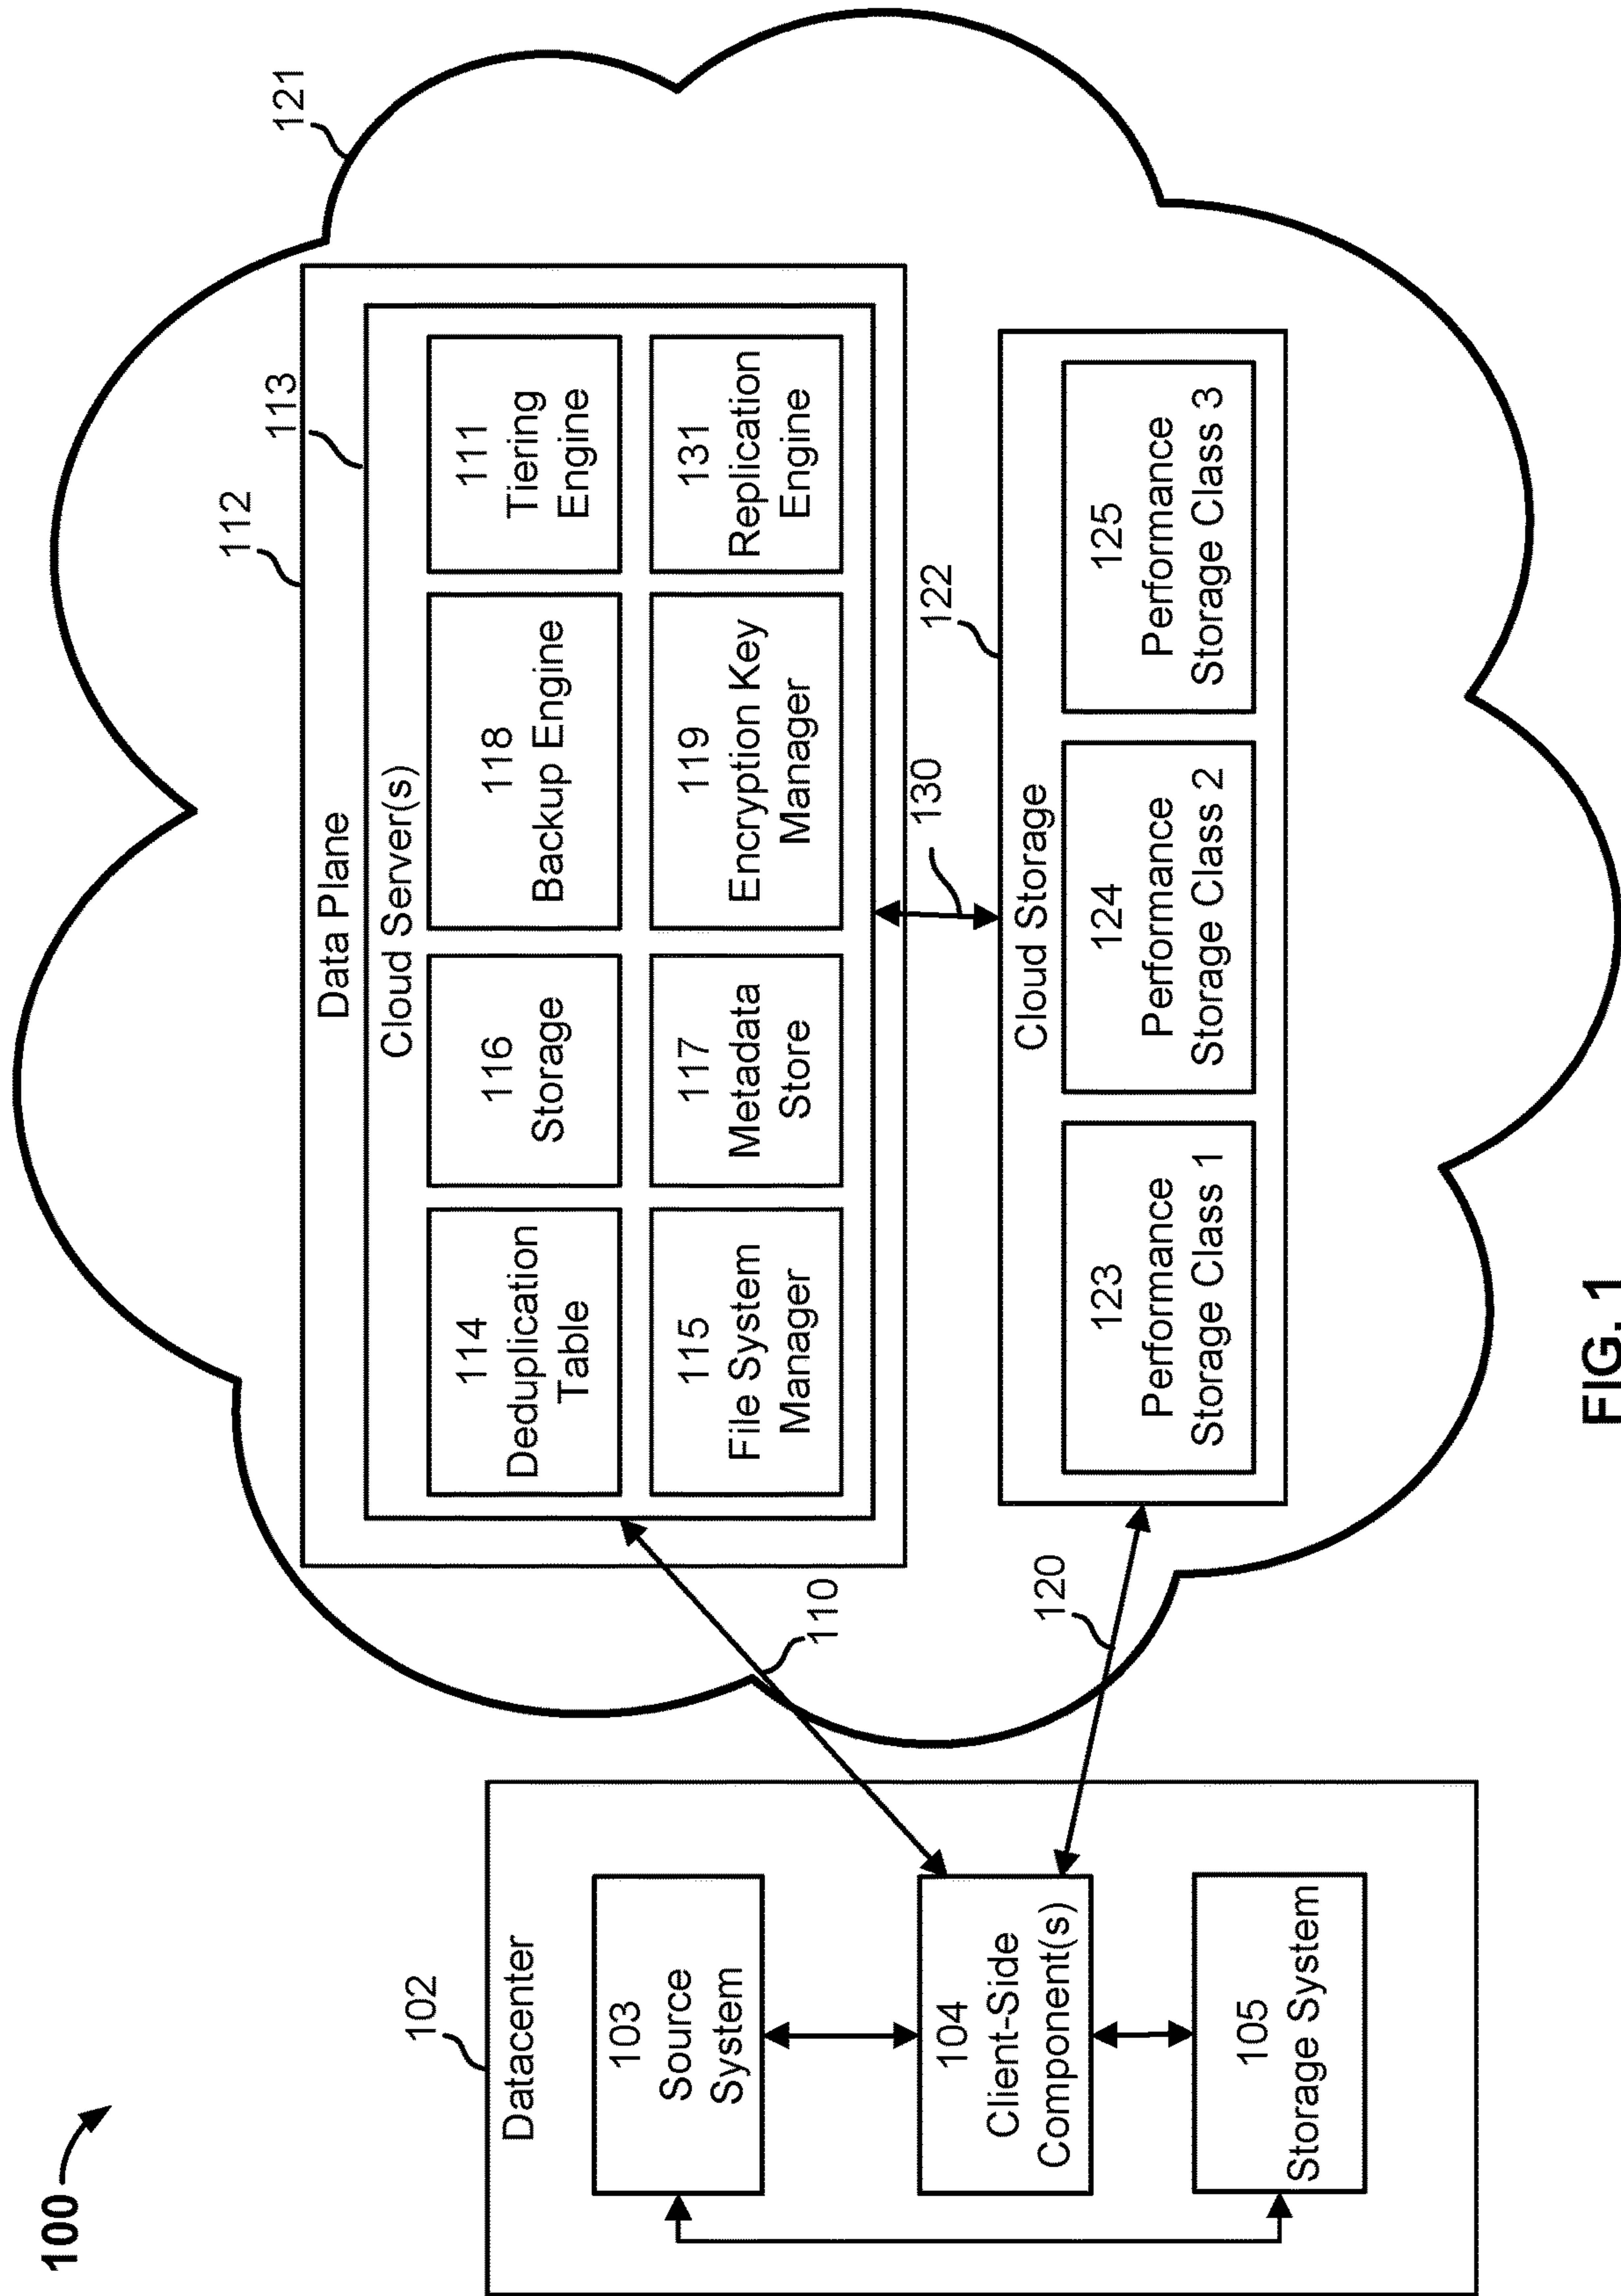 100
121
102
Datacenter
103
Source
System
104
Client-Side
Component(s)
105
Storage System
110
120
112
113
Data Plane
Cloud Server(s)
114
Deduplication
Table
116
Storage
118
Backup Engine
111
Tiering
Engine
115
File System
Manager
117
Metadata
Store
119
Encryption Key
Manager
131
Replication
Engine
130
122
Cloud Storage
123
Performance
Storage Class 1
124
Performance
Storage Class 2
125
Performance
Storage Class 3
FIG. 1